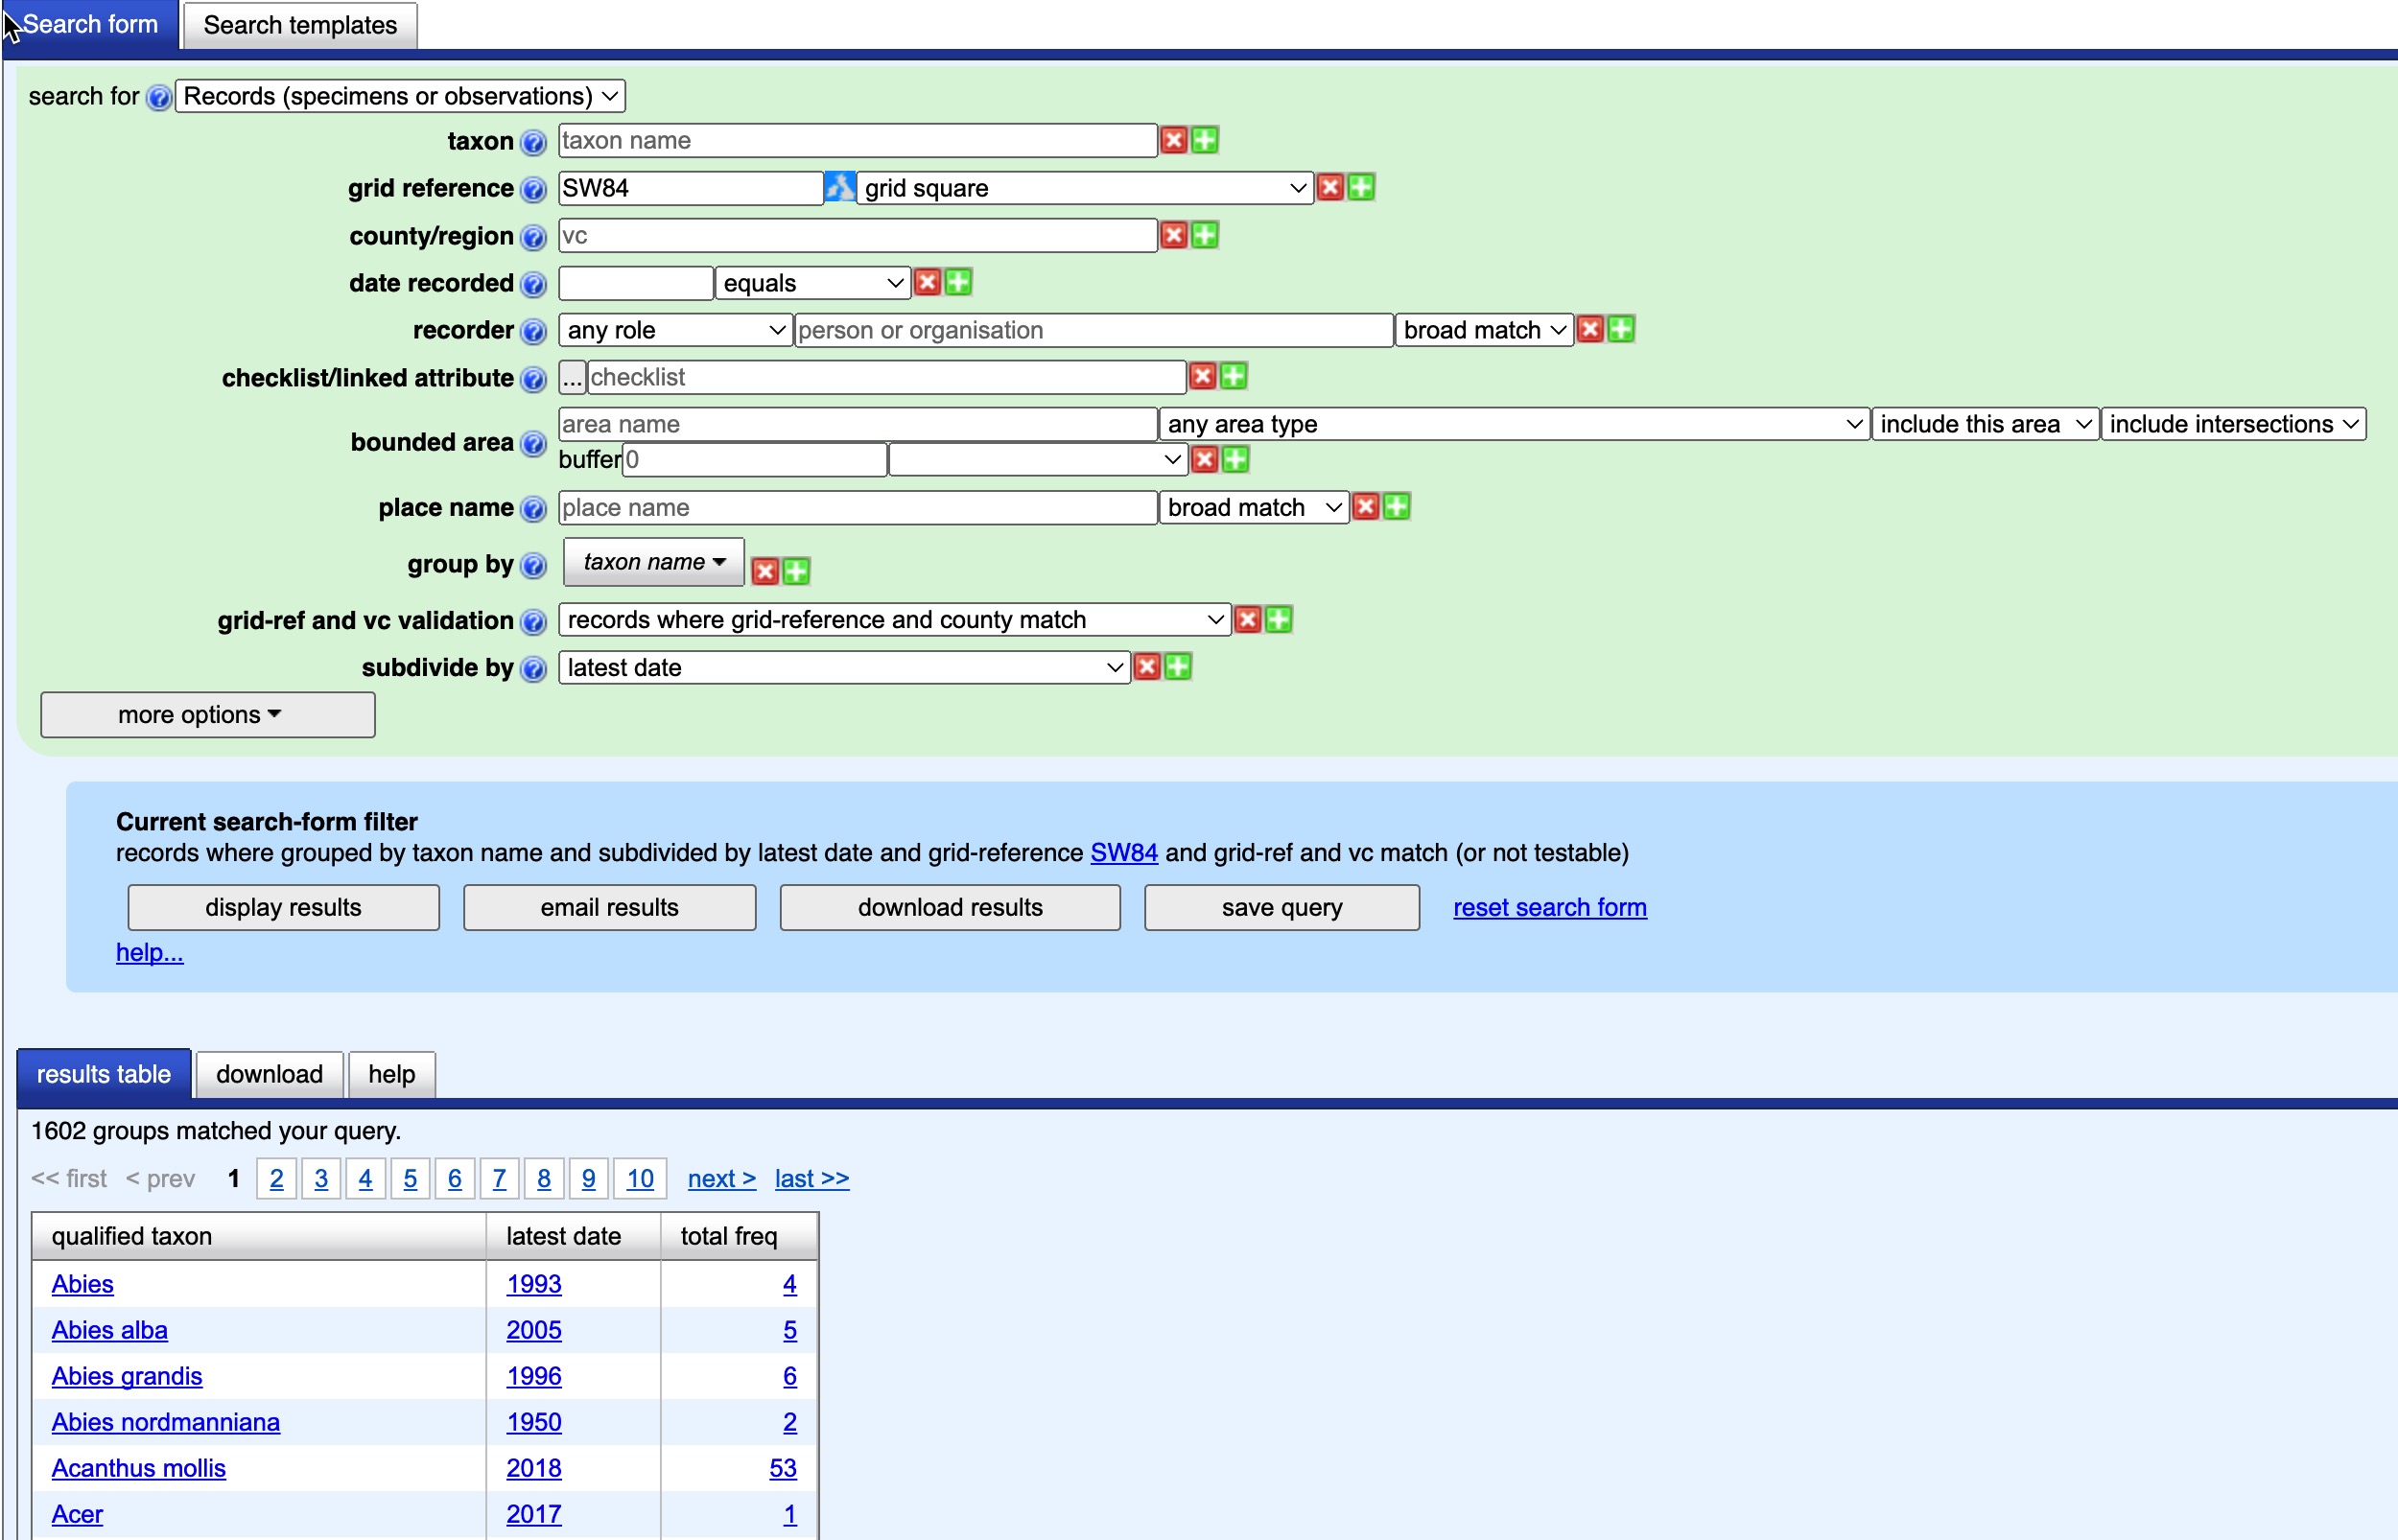 Search form Search templates
search for Records (specimens or observations)
taxon taxon name
grid reference SW84 grid square
county/region vc
date recorded equals
recorder any role person or organisation broad match
checklist/linked attribute ... checklist
bounded area area name any area type include this area include intersections
buffer 0
place name place name broad match
group by taxon name
grid-ref and vc validation records where grid-reference and county match
subdivide by latest date
more options
Current search-form filter
records where grouped by taxon name and subdivided by latest date and grid-reference SW84 and grid-ref and vc match (or not testable)
display results email results download results save query reset search form
help...
results table download help
1602 groups matched your query.
<< first < prev 1 2 3 4 5 6 7 8 9 10 next > last >>
qualified taxon latest date total freq
Abies 1993 4
Abies alba 2005 5
Abies grandis 1996 6
Abies nordmanniana 1950 2
Acanthus mollis 2018 53
Acer 2017 1